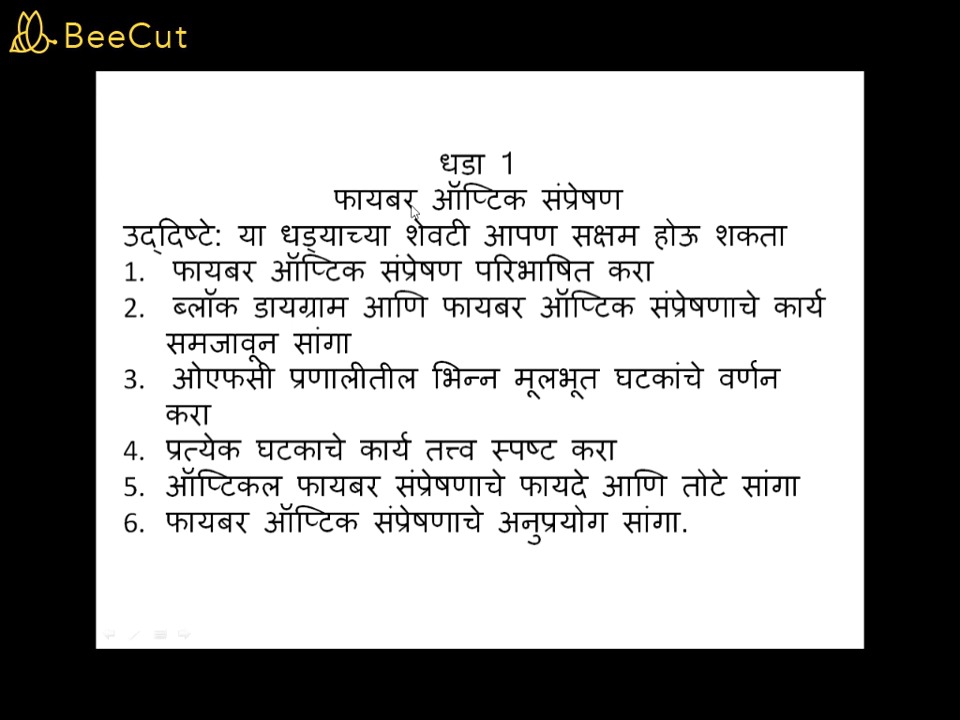 BeeCut
धडा 1
फायबर ऑप्टिक संप्रेषण
उद्दिष्टे: या धड्याच्या शेवटी आपण सक्षम होऊ शकता
1. फायबर ऑप्टिक संप्रेषण परिभाषित करा
2. ब्लॉक डायग्राम आणि फायबर ऑप्टिक संप्रेषणाचे कार्य
समजावून सांगा
3. ओएफसी प्रणालीतील भिन्न मूलभूत घटकांचे वर्णन
करा
4. प्रत्येक घटकाचे कार्य तत्त्व स्पष्ट करा
5. ऑप्टिकल फायबर संप्रेषणाचे फायदे आणि तोटे सांगा
6. फायबर ऑप्टिक संप्रेषणाचे अनुप्रयोग सांगा.